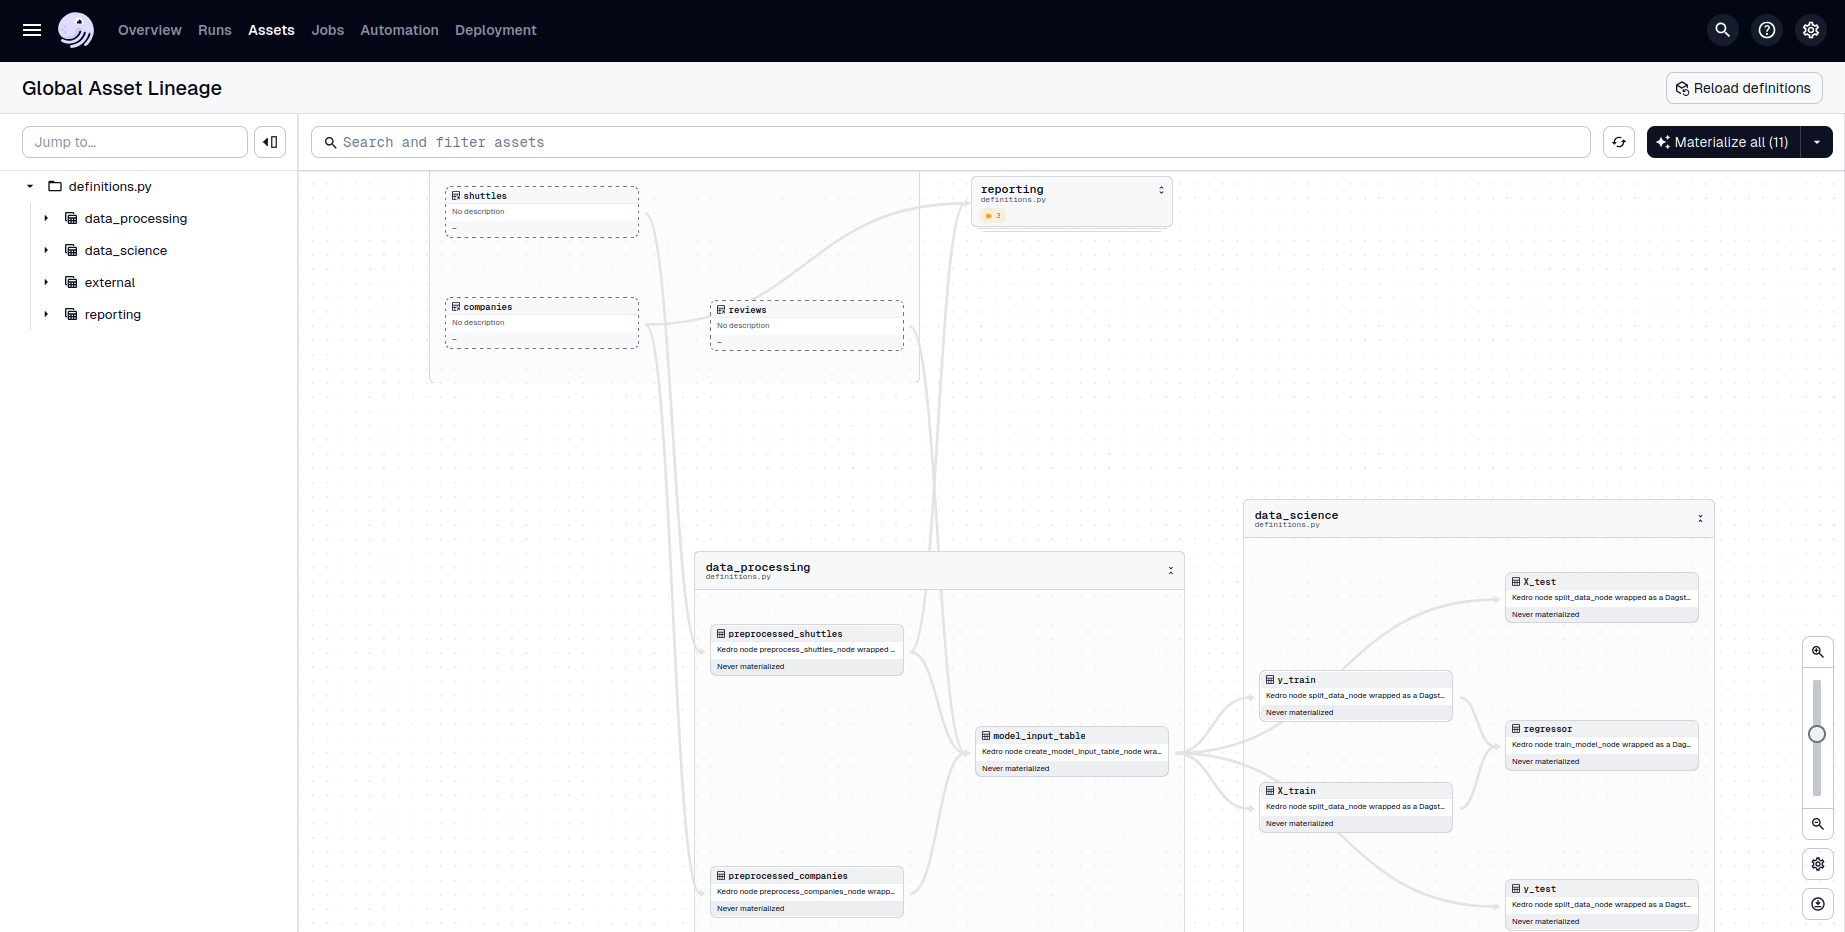 Overview Runs Assets Jobs Automation Deployment
Global Asset Lineage
Reload definitions
Jump to…
Search and filter assets
Materialize all (11)
definitions.py
data_processing
data_science
external
reporting
shuttles
No description
–
companies
No description
–
reviews
No description
–
reporting
definitions.py
3
data_processing
definitions.py
preprocessed_shuttles
Kedro node preprocess_shuttles_node wrapped …
Never materialized
model_input_table
Kedro node create_model_input_table_node wra…
Never materialized
preprocessed_companies
Kedro node preprocess_companies_node wrapp…
Never materialized
data_science
definitions.py
X_test
Kedro node split_data_node wrapped as a Dagst…
Never materialized
y_train
Kedro node split_data_node wrapped as a Dagst…
Never materialized
regressor
Kedro node train_model_node wrapped as a Dag…
Never materialized
X_train
Kedro node split_data_node wrapped as a Dagst…
Never materialized
y_test
Kedro node split_data_node wrapped as a Dagst…
Never materialized